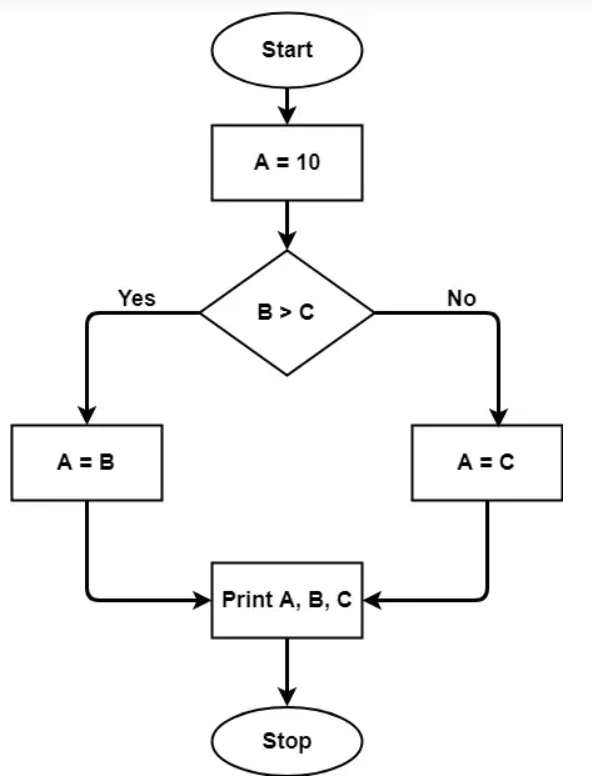 Start
A = 10
B > C
Yes
No
A = B
A = C
Print A, B, C
Stop